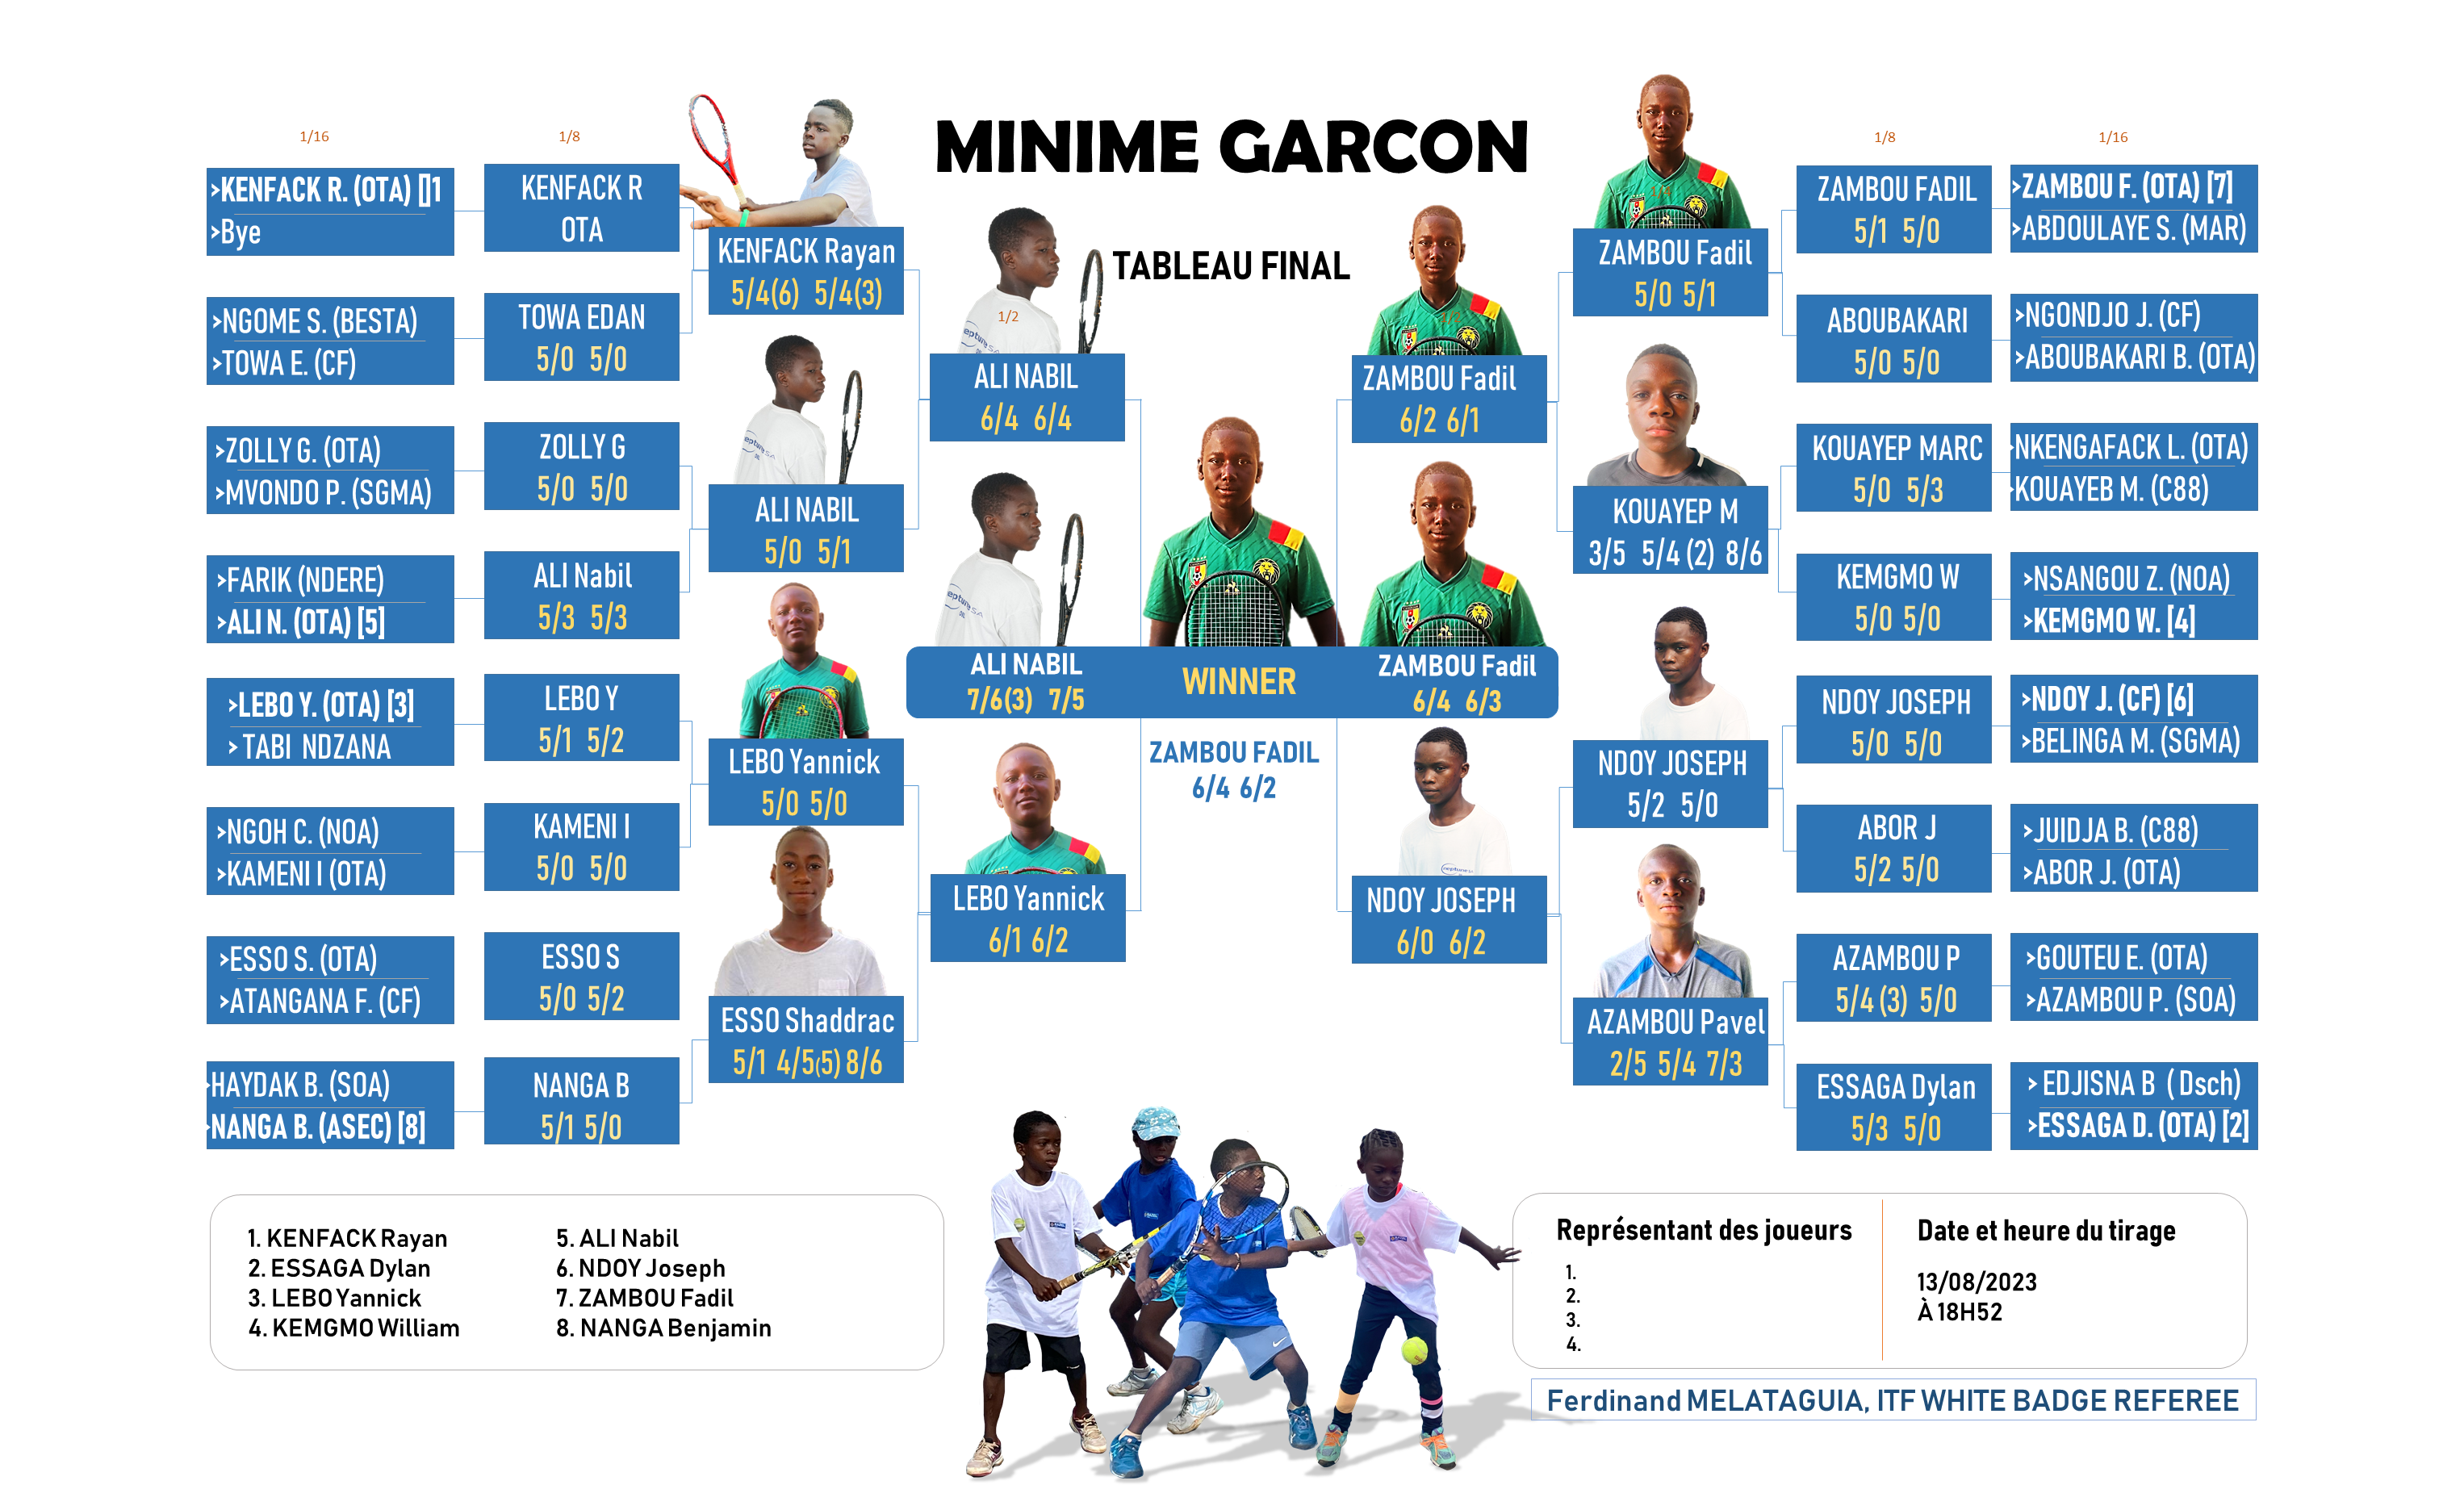 MINIME GARCON
TABLEAU FINAL
1/16
1/8
>KENFACK R. (OTA) []1
>Bye
>NGOME S. (BESTA)
>TOWA E. (CF)
>ZOLLY G. (OTA)
>MVONDO P. (SGMA)
>FARIK (NDERE)
>ALI N. (OTA) [5]
>LEBO Y. (OTA) [3]
> TABI NDZANA
>NGOH C. (NOA)
>KAMENI I (OTA)
>ESSO S. (OTA)
>ATANGANA F. (CF)
>HAYDAK B. (SOA)
>NANGA B. (ASEC) [8]
KENFACK R
OTA
TOWA EDAN
5/0 5/0
ZOLLY G
5/0 5/0
ALI Nabil
5/3 5/3
LEBO Y
5/1 5/2
KAMENI I
5/0 5/0
ESSO S
5/0 5/2
NANGA B
5/1 5/0
KENFACK Rayan
5/4(6) 5/4(3)
ALI NABIL
5/0 5/1
LEBO Yannick
5/0 5/0
ESSO Shaddrac
5/1 4/5(5) 8/6
1/2
neptune S.A
ALI NABIL
6/4 6/4
LEBO Yannick
6/1 6/2
ALI NABIL
7/6(3) 7/5
WINNER
ZAMBOU Fadil
6/4 6/3
ZAMBOU FADIL
6/4 6/2
1/2
ZAMBOU Fadil
6/2 6/1
NDOY JOSEPH
6/0 6/2
1/4
ZAMBOU Fadil
5/0 5/1
KOUAYEP M
3/5 5/4 (2) 8/6
NDOY JOSEPH
5/2 5/0
AZAMBOU Pavel
2/5 5/4 7/3
1/8
ZAMBOU FADIL
5/1 5/0
ABOUBAKARI
5/0 5/0
KOUAYEP MARC
5/0 5/3
KEMGMO W
5/0 5/0
NDOY JOSEPH
5/0 5/0
ABOR J
5/2 5/0
AZAMBOU P
5/4 (3) 5/0
ESSAGA Dylan
5/3 5/0
1/16
>ZAMBOU F. (OTA) [7]
>ABDOULAYE S. (MAR)
>NGONDJO J. (CF)
>ABOUBAKARI B. (OTA)
>NKENGAFACK L. (OTA)
>KOUAYEB M. (C88)
>NSANGOU Z. (NOA)
>KEMGMO W. [4]
>NDOY J. (CF) [6]
>BELINGA M. (SGMA)
>JUIDJA B. (C88)
>ABOR J. (OTA)
>GOUTEU E. (OTA)
>AZAMBOU P. (SOA)
> EDJISNA B ( Dsch)
>ESSAGA D. (OTA) [2]
1. KENFACK Rayan
2. ESSAGA Dylan
3. LEBO Yannick
4. KEMGMO William
5. ALI Nabil
6. NDOY Joseph
7. ZAMBOU Fadil
8. NANGA Benjamin
Représentant des joueurs
1.
2.
3.
4.
Date et heure du tirage
13/08/2023
À 18H52
Ferdinand MELATAGUIA, ITF WHITE BADGE REFEREE